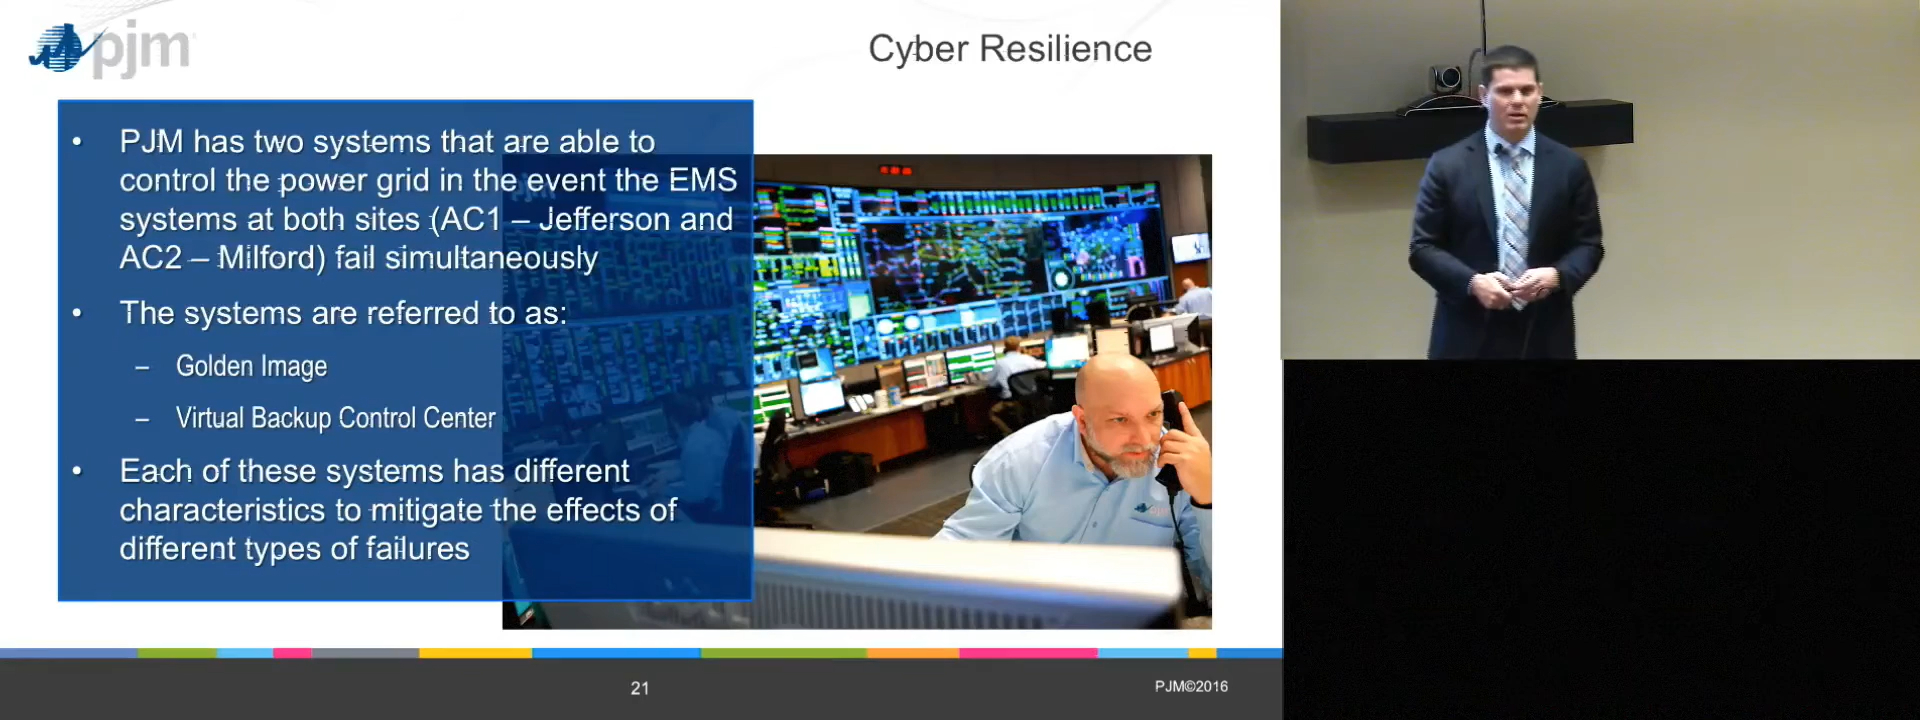 pjm
Cyber Resilience
• PJM has two systems that are able to
control the power grid in the event the EMS
systems at both sites (AC1 – Jefferson and
AC2 – Milford) fail simultaneously
• The systems are referred to as:
– Golden Image
– Virtual Backup Control Center
• Each of these systems has different
characteristics to mitigate the effects of
different types of failures
pjm
21
PJM©2016